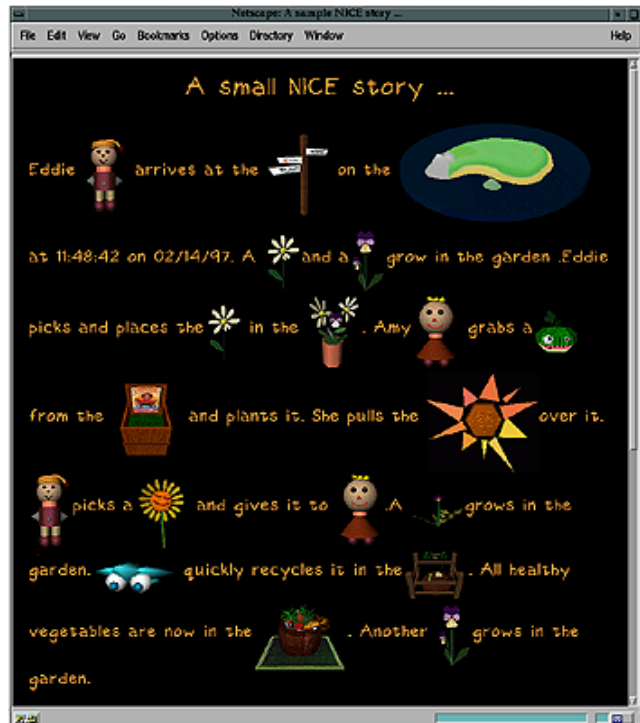 Netscape: A sample NICE story ...
File Edit View Go Bookmarks Options Directory Window Help
A small NICE story ...
Eddie arrives at the on the
at 11:48:42 on 02/14/97. A and a grow in the garden .Eddie
picks and places the in the . Amy grabs a
from the and plants it. She pulls the over it.
picks a and gives it to .A grows in the
garden. quickly recycles it in the . All healthy
vegetables are now in the . Another grows in the
garden.